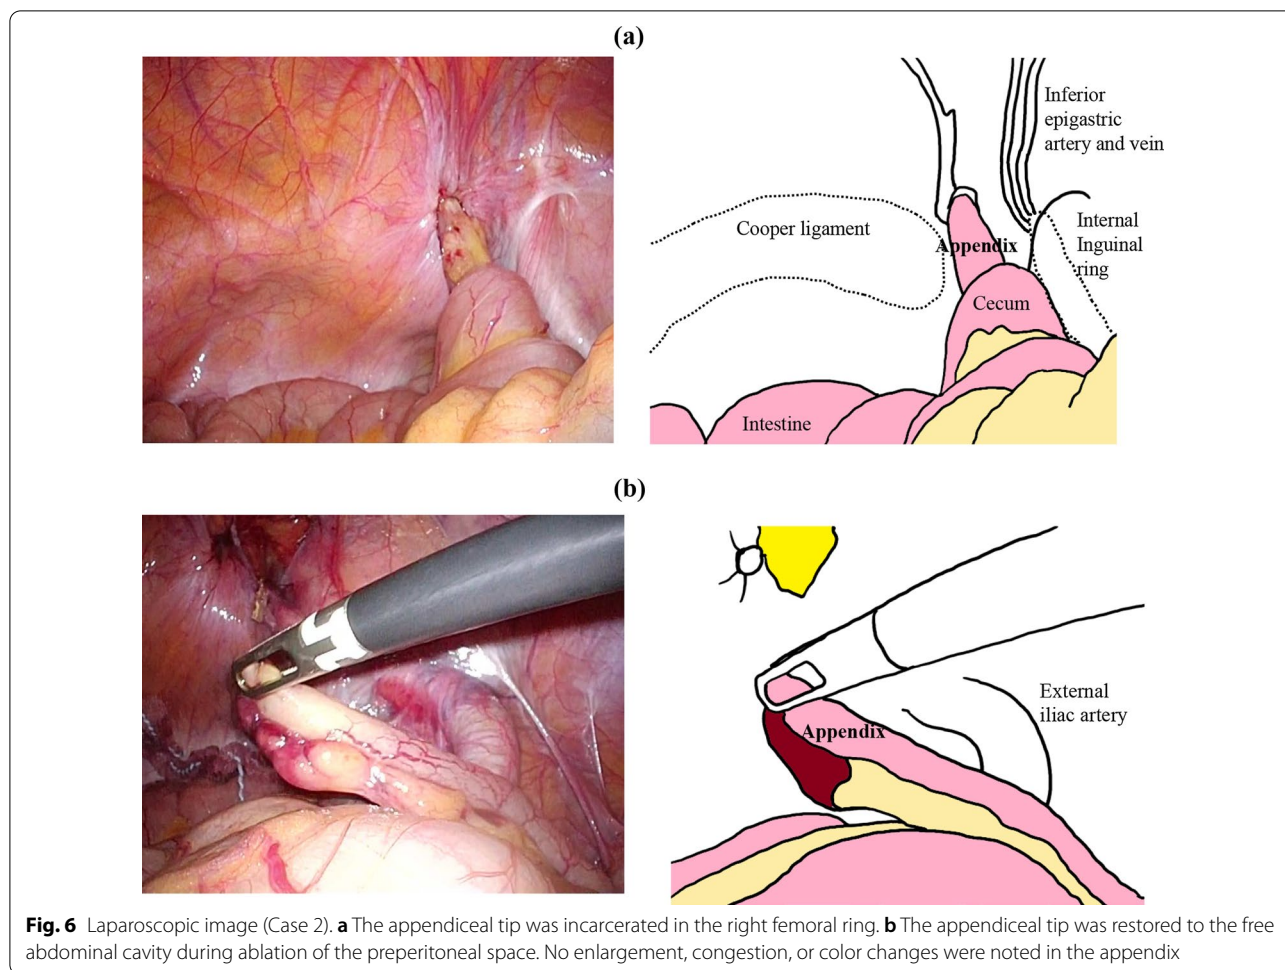 (a)
Inferior
epigastric
artery and vein
Cooper ligament
Internal
Inguinal
ring
Appendix
Cecum
Intestine
(b)
External
iliac artery
Appendix
Fig. 6 Laparoscopic image (Case 2). a The appendiceal tip was incarcerated in the right femoral ring. b The appendiceal tip was restored to the free
abdominal cavity during ablation of the preperitoneal space. No enlargement, congestion, or color changes were noted in the appendix